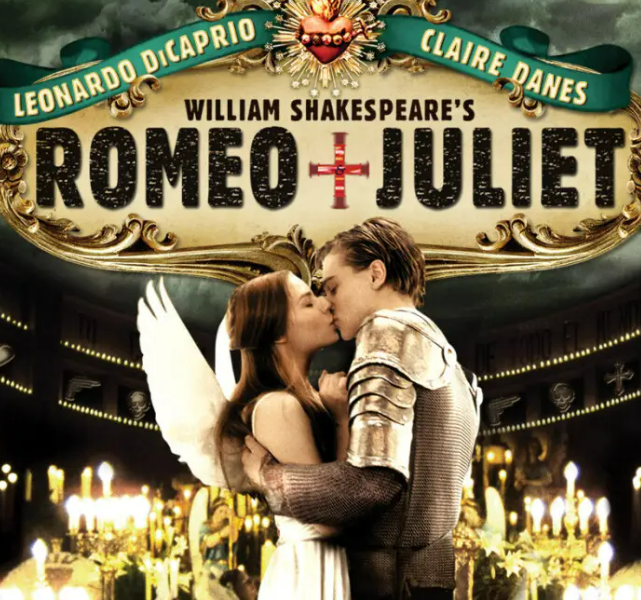 LEONARDO DiCAPRIO
CLAIRE DANES
WILLIAM SHAKESPEARE'S
ROMEO + JULIET